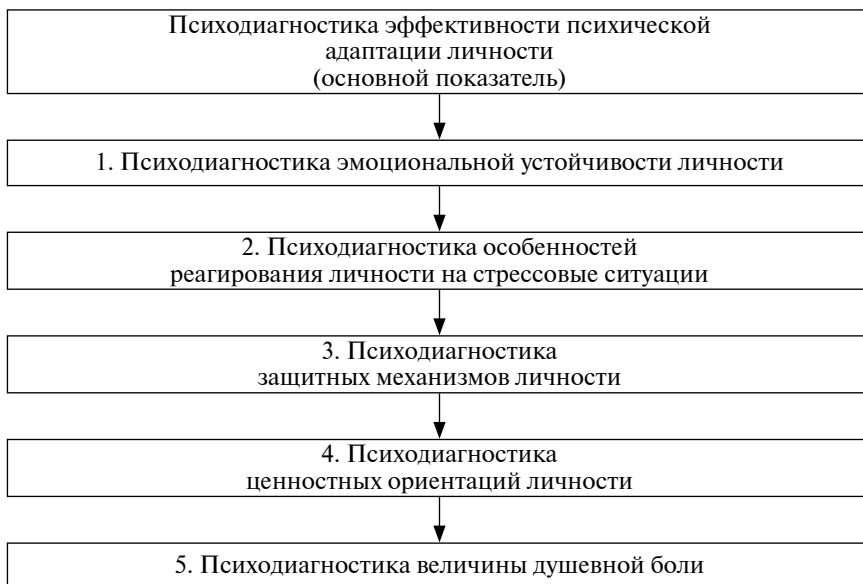 Психодиагностика эффективности психической
адаптации личности
(основной показатель)
1. Психодиагностика эмоциональной устойчивости личности
2. Психодиагностика особенностей
реагирования личности на стрессовые ситуации
3. Психодиагностика
защитных механизмов личности
4. Психодиагностика
ценностных ориентаций личности
5. Психодиагностика величины душевной боли